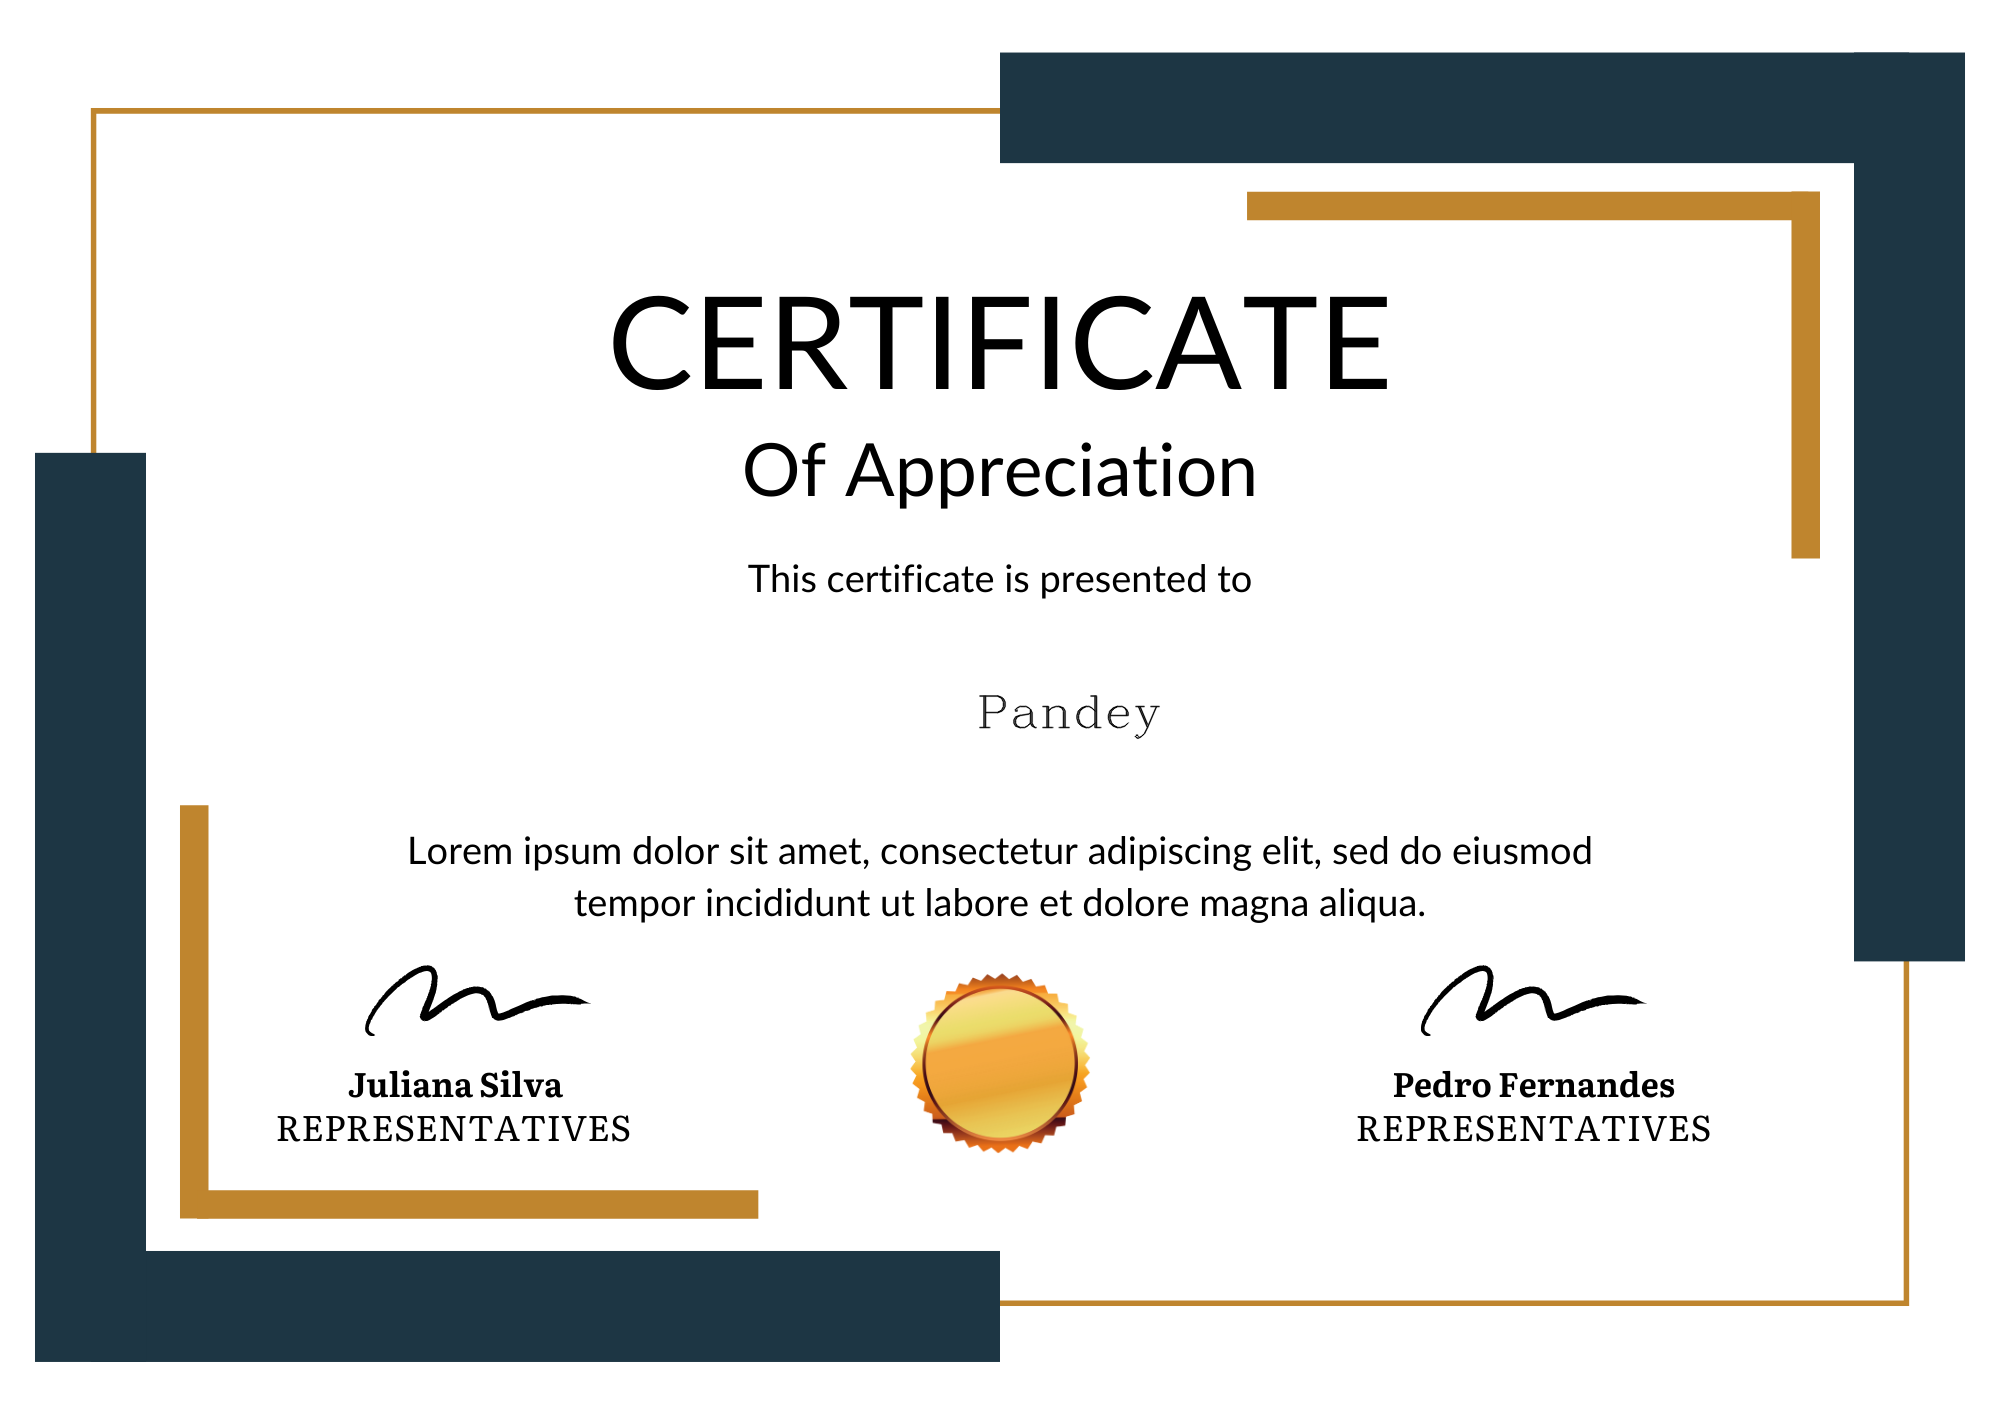 CERTIFICATE
Of Appreciation
This certificate is presented to
Pandey
Lorem ipsum dolor sit amet, consectetur adipiscing elit, sed do eiusmod
tempor incididunt ut labore et dolore magna aliqua.
Juliana Silva
REPRESENTATIVES
Pedro Fernandes
REPRESENTATIVES